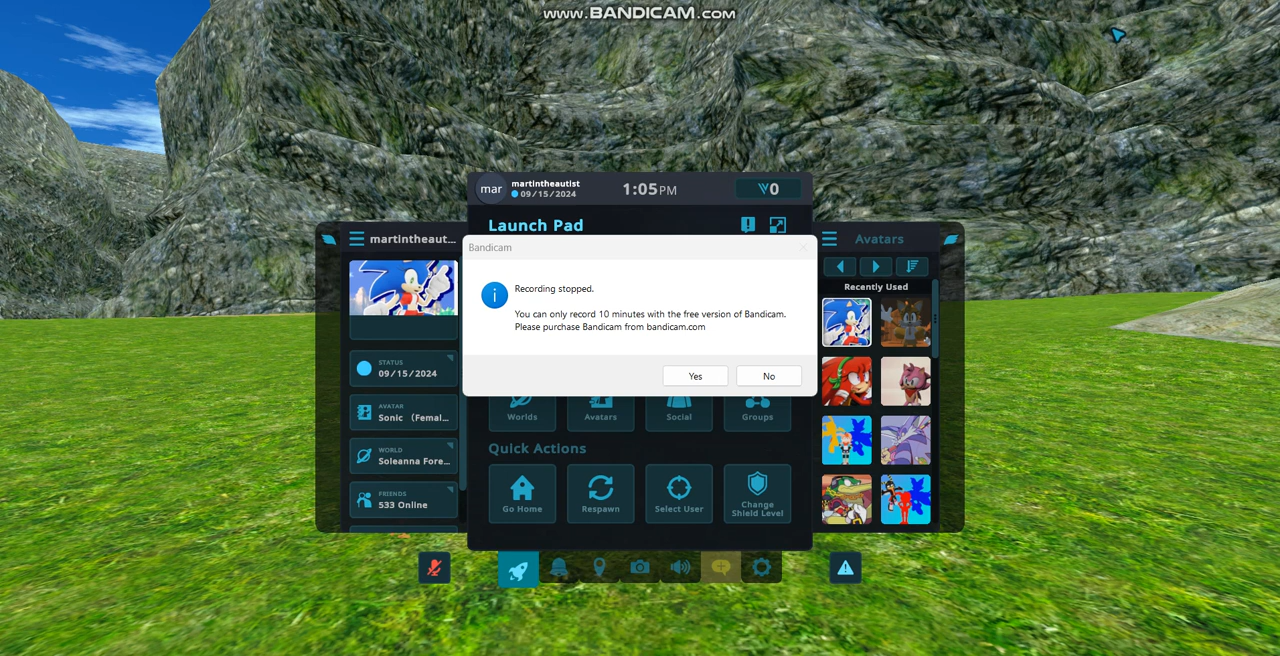 www.BANDICAM.com
mar
martintheautist
09/15/2024
1:05 PM
0
Launch Pad
martintheaut...
Avatars
Bandicam
Recording stopped.
You can only record 10 minutes with the free version of Bandicam.
Please purchase Bandicam from bandicam.com
Yes
No
Recently Used
STATUS
09/15/2024
AVATAR
Sonic (Femal...
WORLD
Soleanna Fore...
FRIENDS
533 Online
Worlds
Avatars
Social
Groups
Quick Actions
Go Home
Respawn
Select User
Change
Shield Level